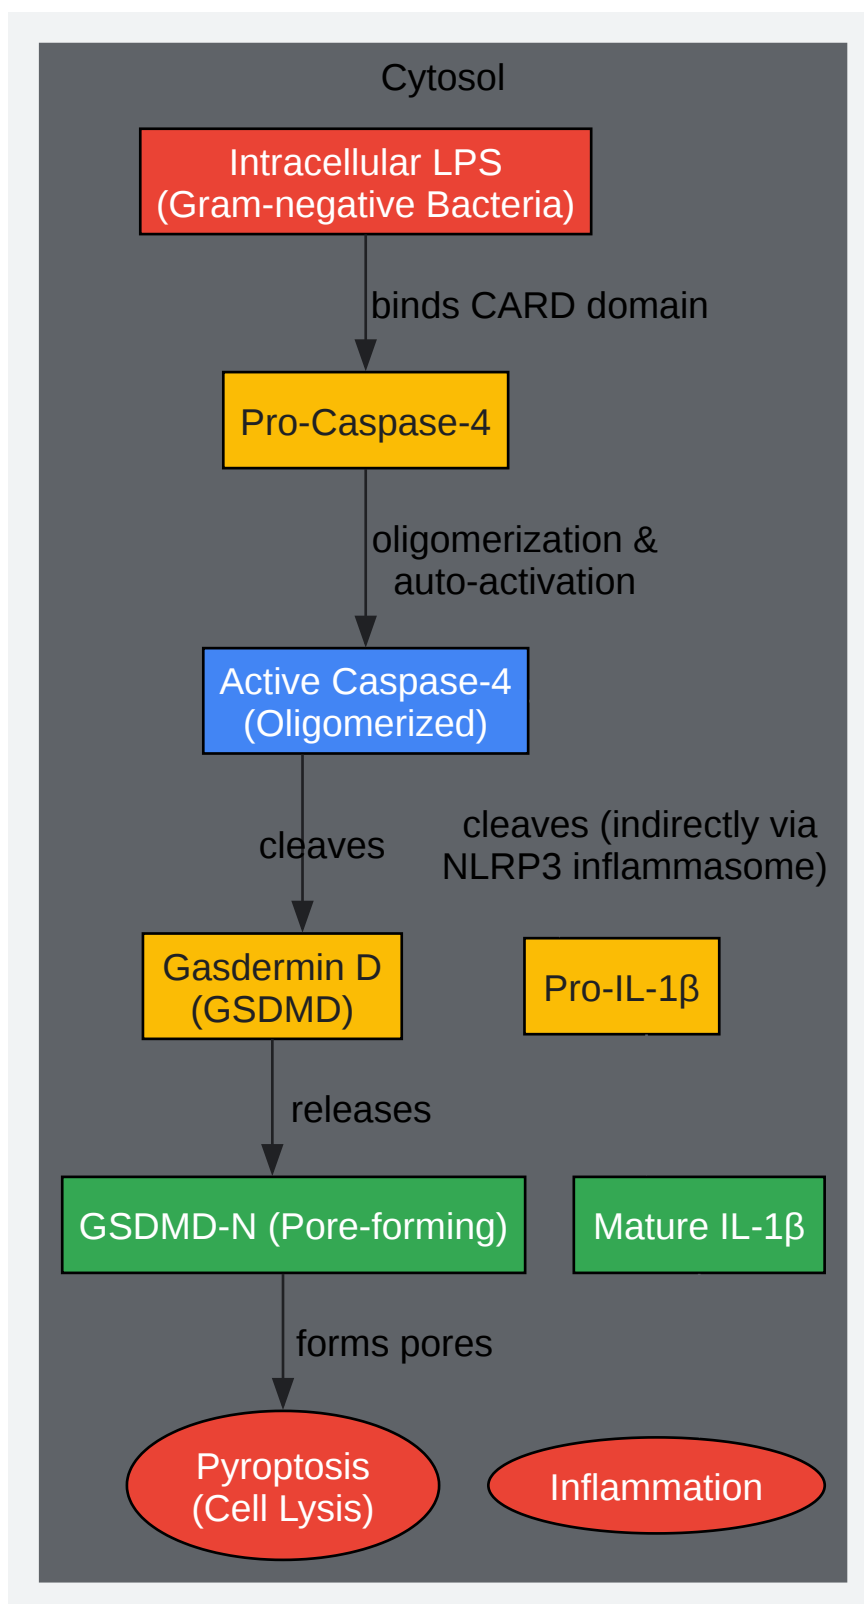 Cytosol
Intracellular LPS
(Gram-negative Bacteria)
binds CARD domain
Pro-Caspase-4
oligomerization &
auto-activation
Active Caspase-4
(Oligomerized)
cleaves
cleaves (indirectly via
NLRP3 inflammasome)
Gasdermin D
(GSDMD)
Pro-IL-1β
releases
GSDMD-N (Pore-forming)
Mature IL-1β
forms pores
Pyroptosis
(Cell Lysis)
Inflammation